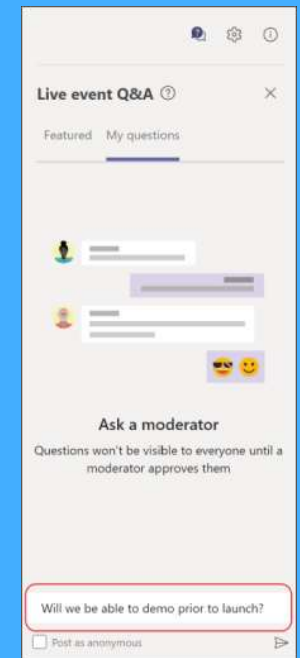 Live event Q&A
Featured My questions
Ask a moderator
Questions won't be visible to everyone until a
moderator approves them
Will we be able to demo prior to launch?
Post as anonymous